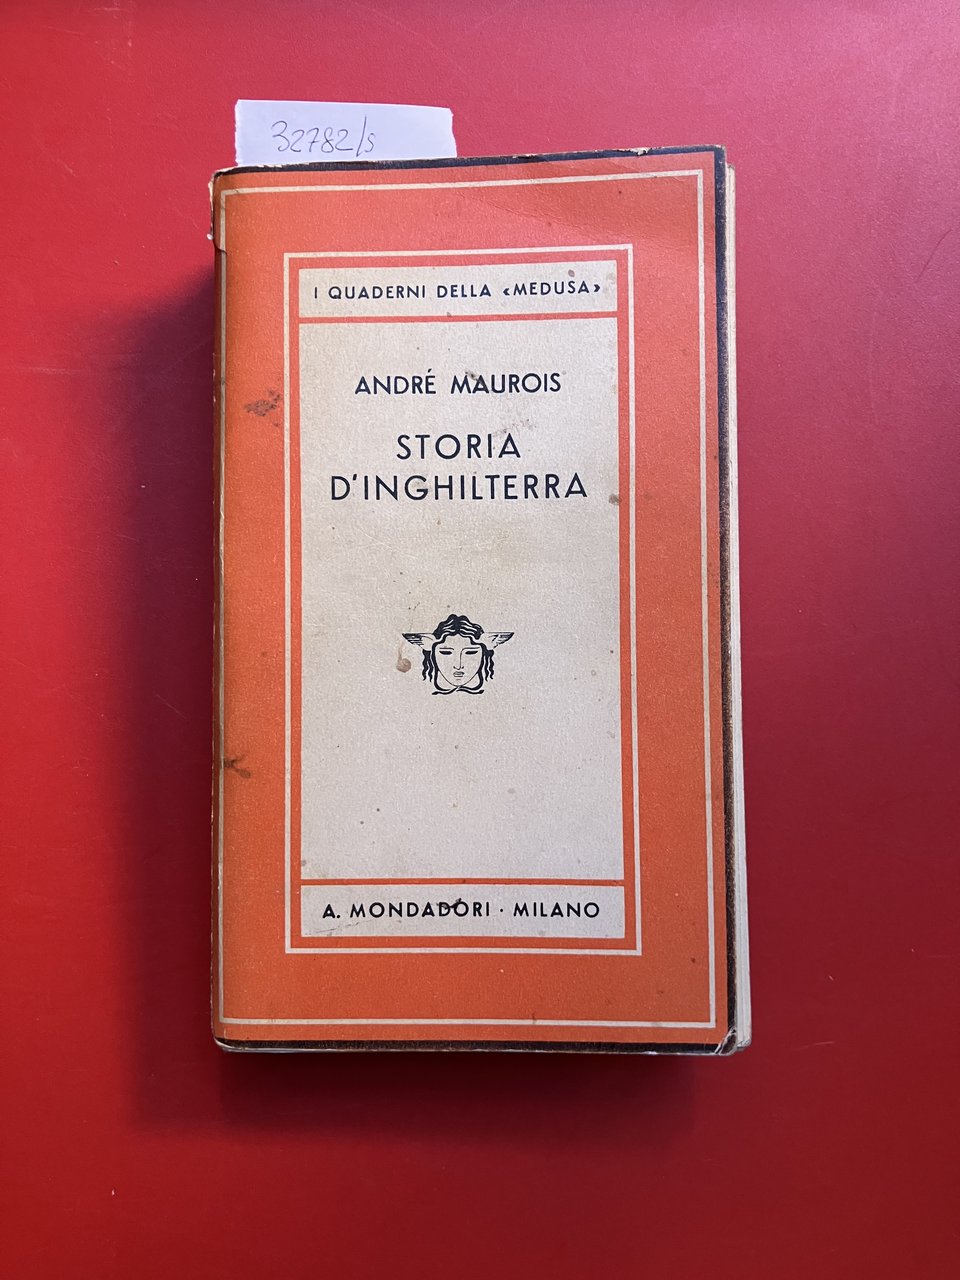 32782/s
I QUADERNI DELLA «MEDUSA»
ANDRÉ MAUROIS
STORIA
D'INGHILTERRA
A. MONDADORI · MILANO